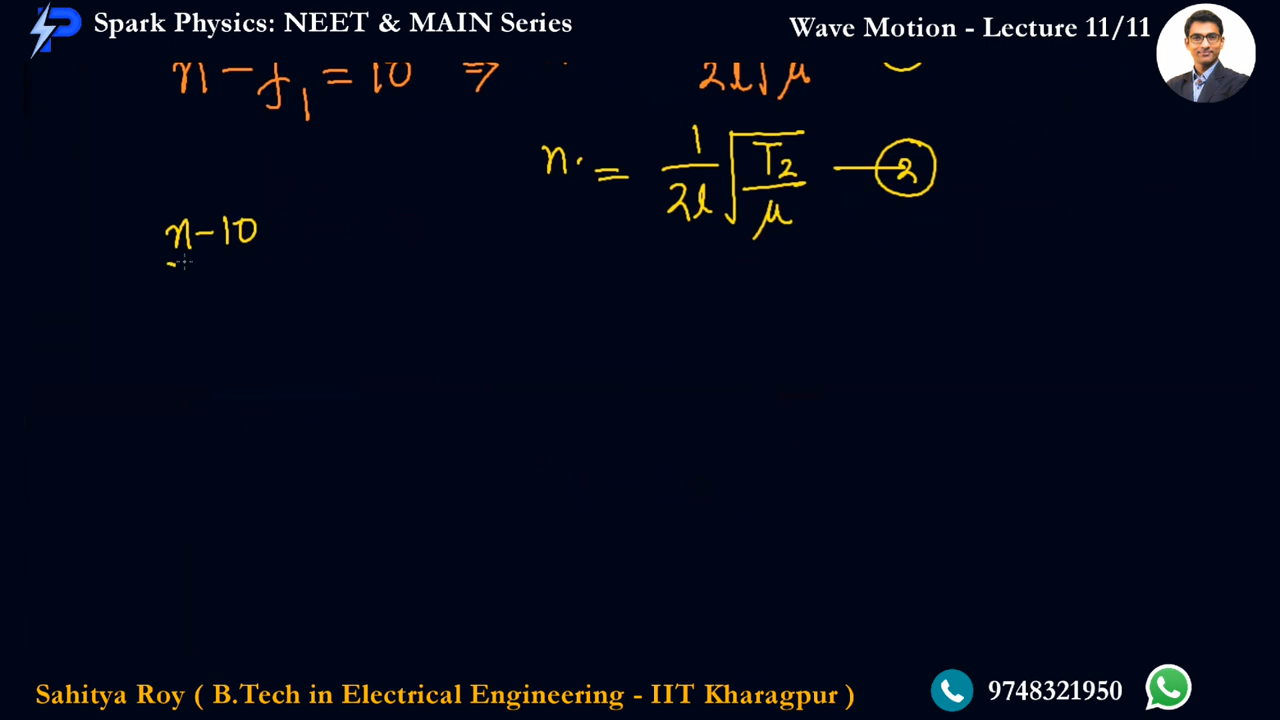 Spark Physics: NEET & MAIN Series
Wave Motion - Lecture 11/11
n - f₁ = 10 ⇒ 2l√μ
n = 1/2l √(T₂/μ) — ②
n-10
Sahitya Roy ( B.Tech in Electrical Engineering - IIT Kharagpur )
9748321950